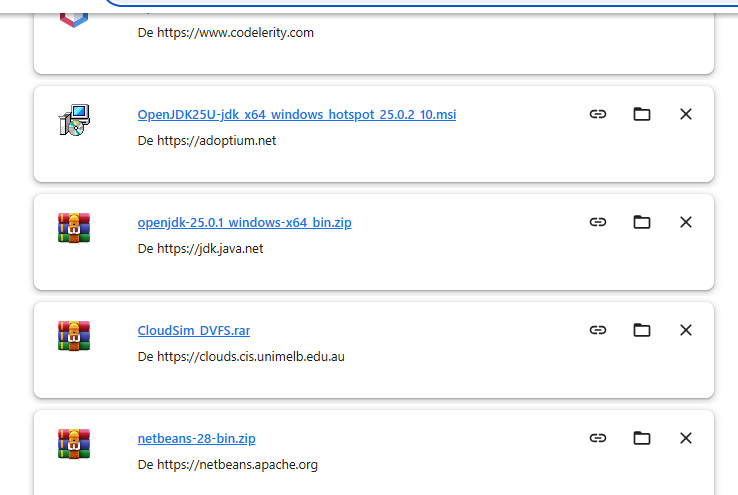 De https://www.codelerity.com
OpenJDK25U-jdk_x64_windows_hotspot_25.0.2_10.msi
De https://adoptium.net
openjdk-25.0.1_windows-x64_bin.zip
De https://jdk.java.net
CloudSim_DVFS.rar
De https://clouds.cis.unimelb.edu.au
netbeans-28-bin.zip
De https://netbeans.apache.org